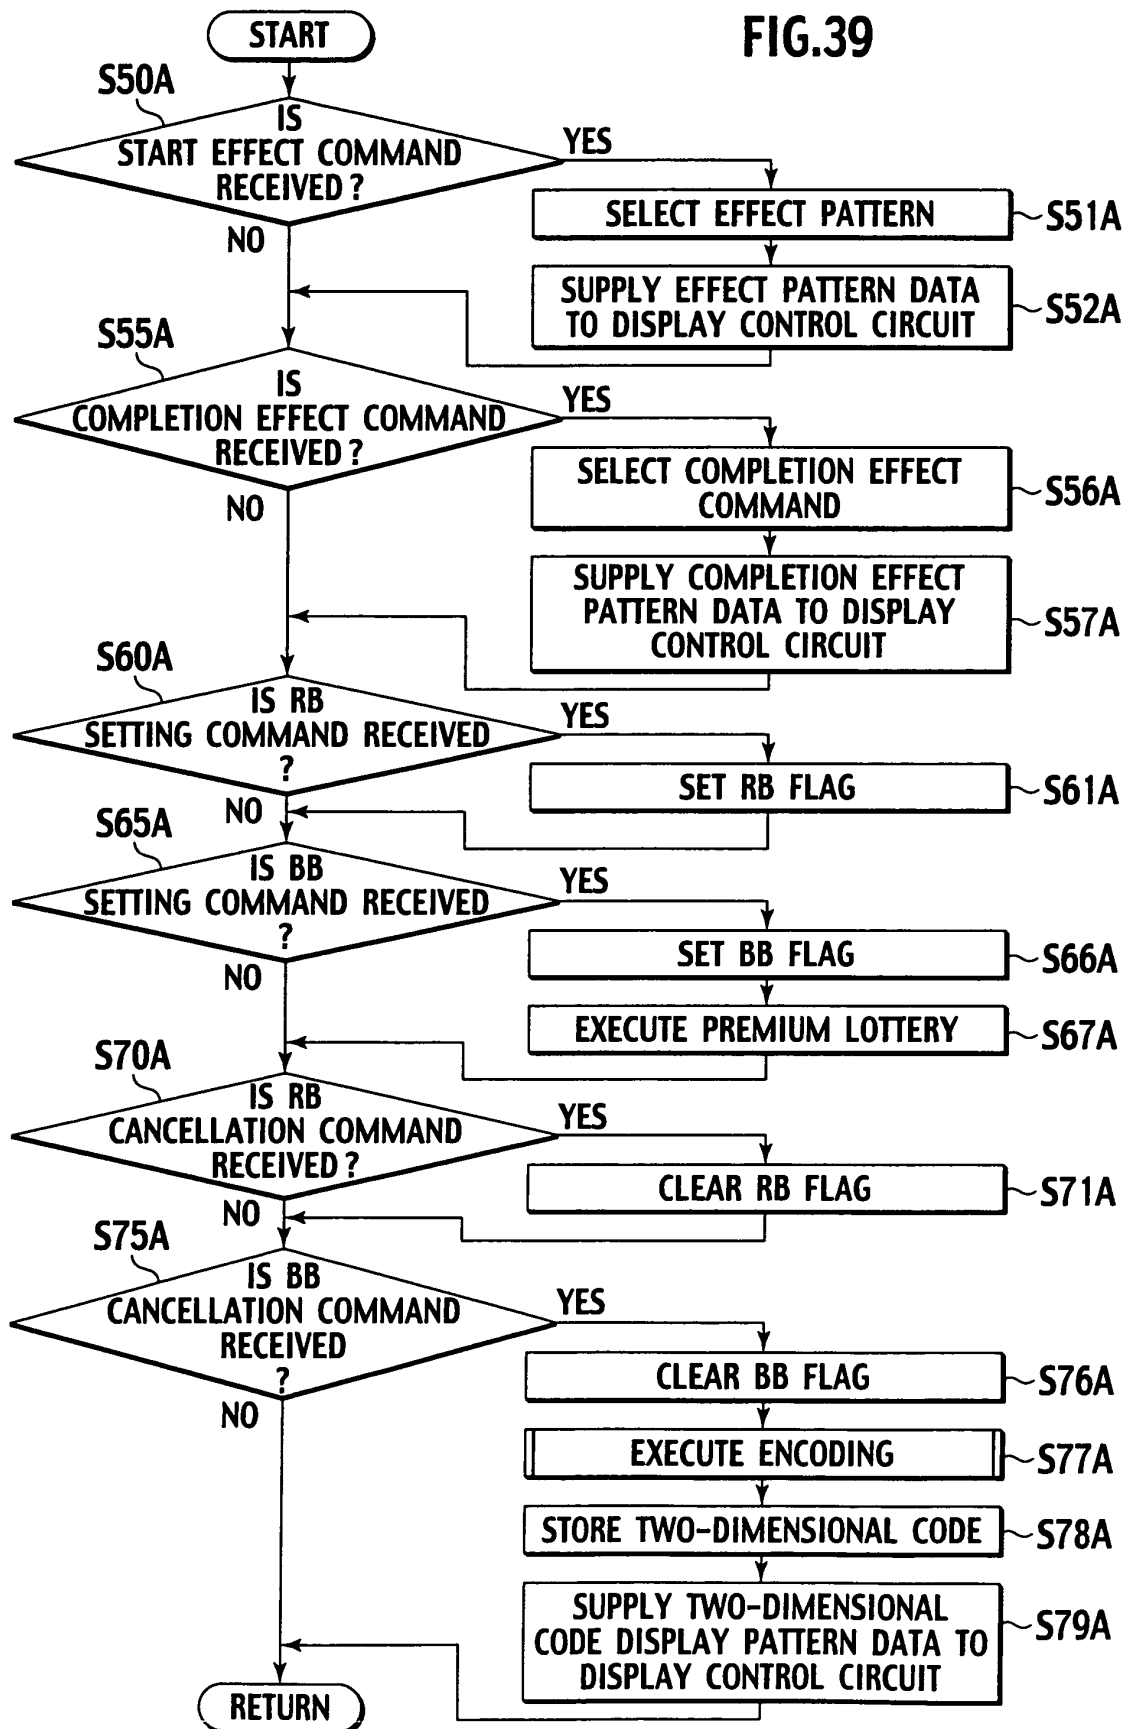 START
FIG.39
S50A
IS
START EFFECT COMMAND
RECEIVED?
YES
NO
SELECT EFFECT PATTERN
S51A
SUPPLY EFFECT PATTERN DATA
TO DISPLAY CONTROL CIRCUIT
S52A
S55A
IS
COMPLETION EFFECT COMMAND
RECEIVED?
YES
NO
SELECT COMPLETION EFFECT
COMMAND
S56A
SUPPLY COMPLETION EFFECT
PATTERN DATA TO DISPLAY
CONTROL CIRCUIT
S57A
S60A
IS RB
SETTING COMMAND RECEIVED
?
YES
NO
SET RB FLAG
S61A
S65A
IS BB
SETTING COMMAND RECEIVED
?
YES
NO
SET BB FLAG
S66A
EXECUTE PREMIUM LOTTERY
S67A
S70A
IS RB
CANCELLATION COMMAND
RECEIVED?
YES
NO
CLEAR RB FLAG
S71A
S75A
IS BB
CANCELLATION COMMAND
RECEIVED
?
YES
NO
CLEAR BB FLAG
S76A
EXECUTE ENCODING
S77A
STORE TWO-DIMENSIONAL CODE
S78A
SUPPLY TWO-DIMENSIONAL
CODE DISPLAY PATTERN DATA TO
DISPLAY CONTROL CIRCUIT
S79A
RETURN